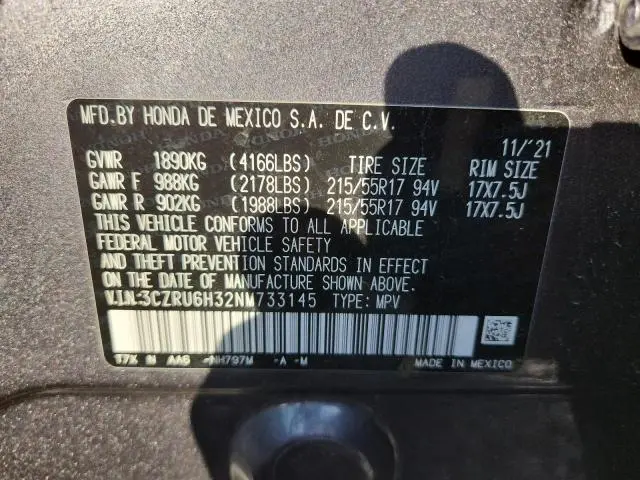 MFD.BY HONDA DE MEXICO S.A. DE C.V.
11/'21
GVWR 1890KG (4166LBS) TIRE SIZE RIM SIZE
GAWR F 988KG (2178LBS) 215/55R17 94V 17X7.5J
GAWR R 902KG (1988LBS) 215/55R17 94V 17X7.5J
THIS VEHICLE CONFORMS TO ALL APPLICABLE
FEDERAL MOTOR VEHICLE SAFETY
AND THEFT PREVENTION STANDARDS IN EFFECT
ON THE DATE OF MANUFACTURE SHOWN ABOVE.
V.I.N:3CZRU6H32NM733145 TYPE: MPV
T7X M AAS -NH797M -A -M MADE IN MEXICO